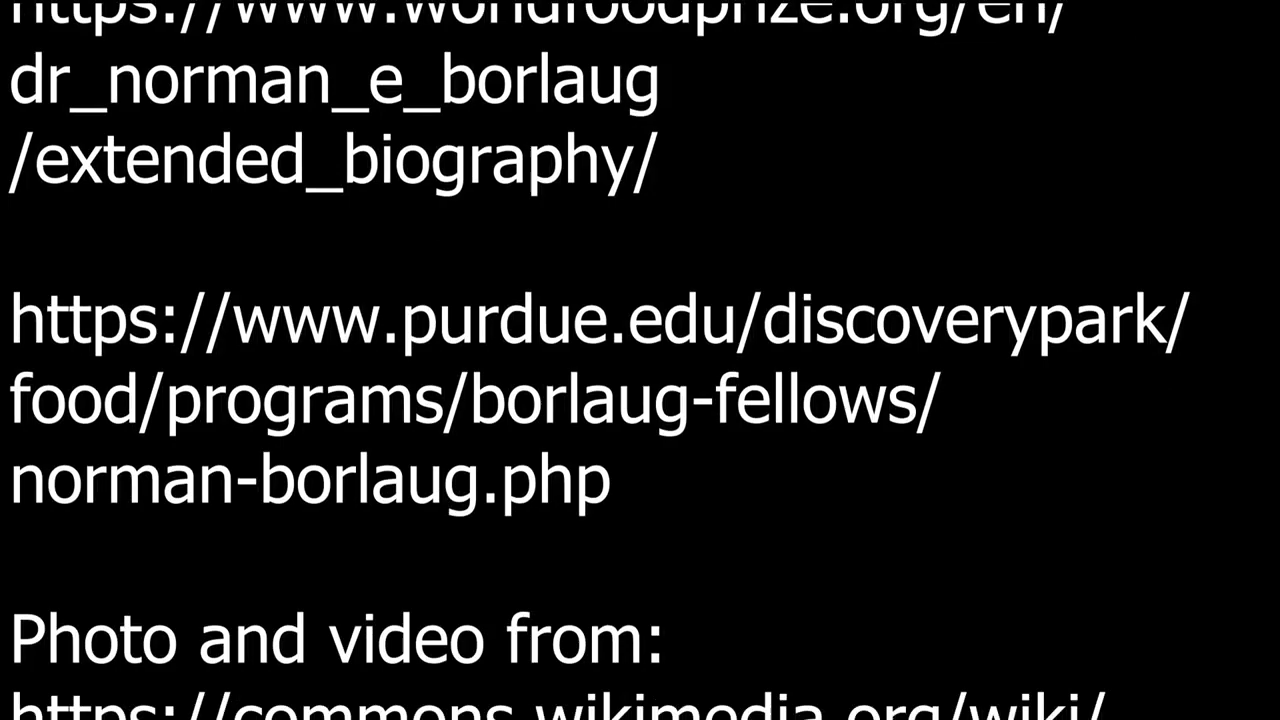 https://www.worldfoodprize.org/en/
dr_norman_e_borlaug
/extended_biography/
https://www.purdue.edu/discoverypark/
food/programs/borlaug-fellows/
norman-borlaug.php
Photo and video from:
https://commons.wikimedia.org/wiki/